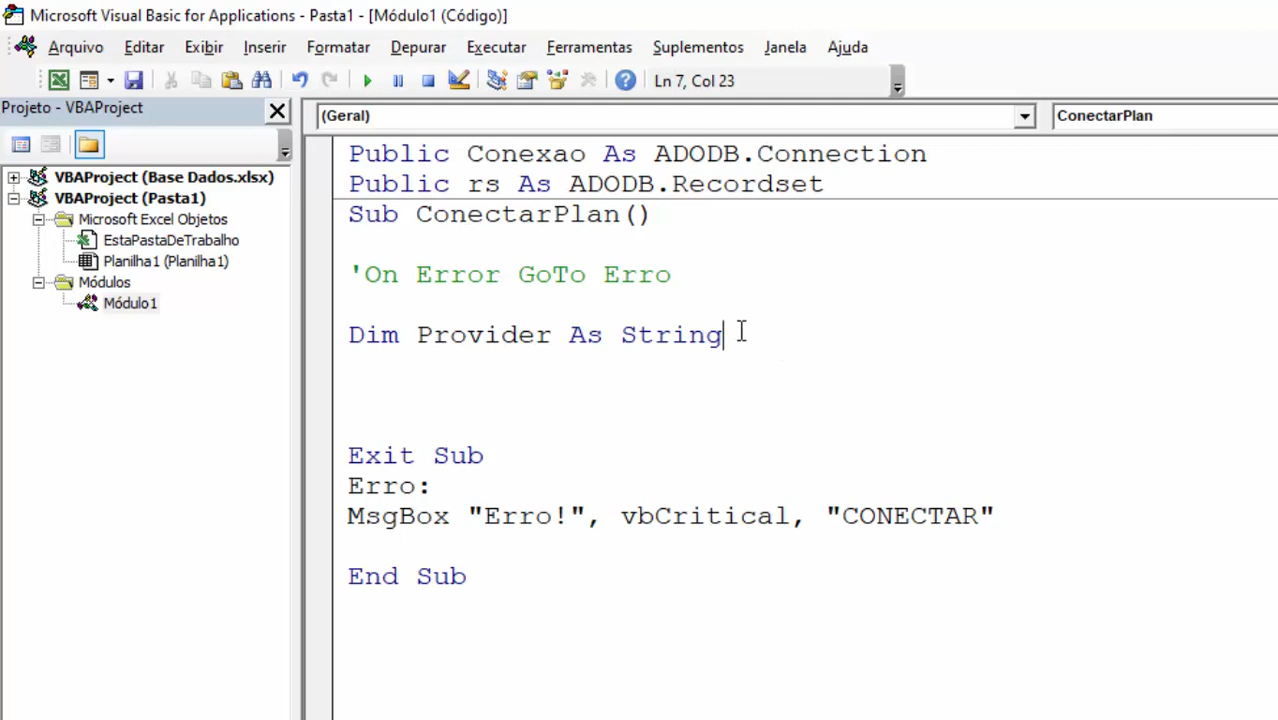 Microsoft Visual Basic for Applications - Pasta1 - [Módulo1 (Código)]
Arquivo Editar Exibir Inserir Formatar Depurar Executar Ferramentas Suplementos Janela Ajuda
Ln 7, Col 23
Projeto - VBAProject
(Geral)
ConectarPlan
VBAProject (Base Dados.xlsx)
VBAProject (Pasta1)
Microsoft Excel Objetos
EstaPastaDeTrabalho
Planilha1 (Planilha1)
Módulos
Módulo1
Public Conexao As ADODB.Connection
Public rs As ADODB.Recordset
Sub ConectarPlan()
'On Error GoTo Erro
Dim Provider As String
Exit Sub
Erro:
MsgBox "Erro!", vbCritical, "CONECTAR"
End Sub